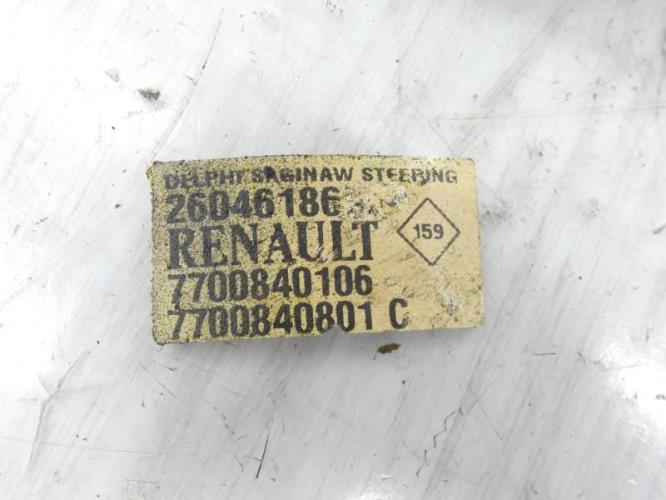 DELPHI SAGINAW STEERING
26046186
RENAULT
159
7700840106
7700840801 C